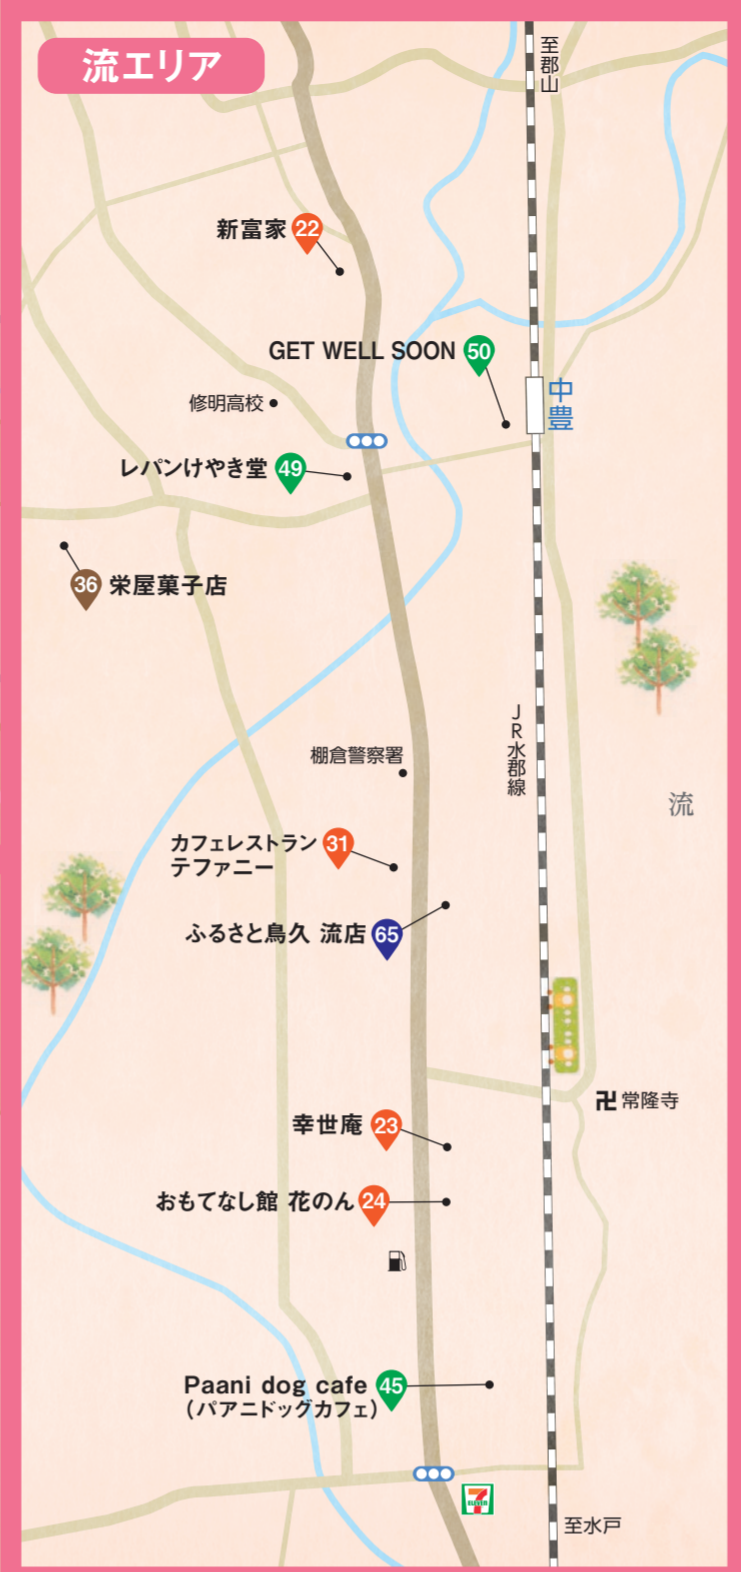 流エリア
至郡山
新富家 22
GET WELL SOON 50
中豊
修明高校
レパンけやき堂 49
36 栄屋菓子店
JR水郡線
棚倉警察署
流
カフェレストラン
テファニー 31
ふるさと鳥久 流店 65
常隆寺
幸世庵 23
おもてなし館 花のん 24
Paani dog cafe 45
(パアニドッグカフェ)
7
ELEVEN
至水戸